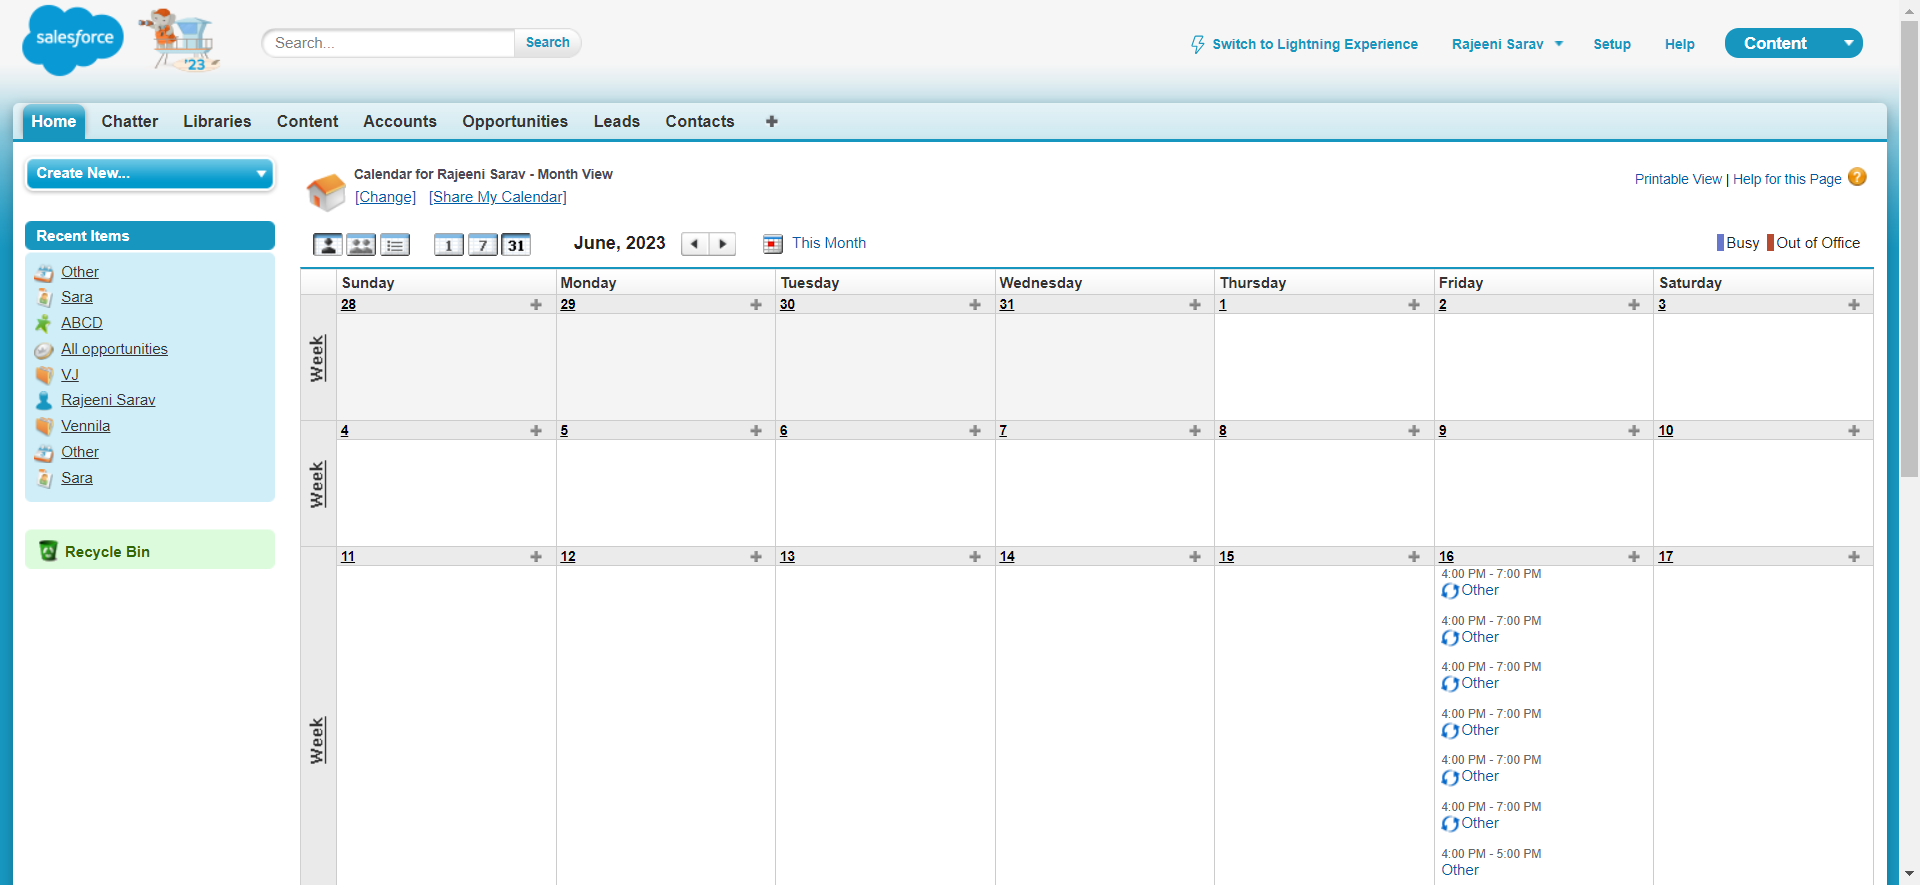 salesforce
'23
Search...
Search
Switch to Lightning Experience
Rajeeni Sarav
Setup
Help
Content
Home Chatter Libraries Content Accounts Opportunities Leads Contacts
Create New...
Recent Items
Other
Sara
ABCD
All opportunities
VJ
Rajeeni Sarav
Vennila
Other
Sara
Recycle Bin
Calendar for Rajeeni Sarav - Month View
[Change] [Share My Calendar]
Printable View | Help for this Page ?
1 7 31
June, 2023
This Month
Busy Out of Office
Sunday Monday Tuesday Wednesday Thursday Friday Saturday
Week
28 29 30 31 1 2 3
Week
4 5 6 7 8 9 10
Week
11 12 13 14 15 16 17
4:00 PM - 7:00 PM
Other
4:00 PM - 7:00 PM
Other
4:00 PM - 7:00 PM
Other
4:00 PM - 7:00 PM
Other
4:00 PM - 7:00 PM
Other
4:00 PM - 7:00 PM
Other
4:00 PM - 5:00 PM
Other